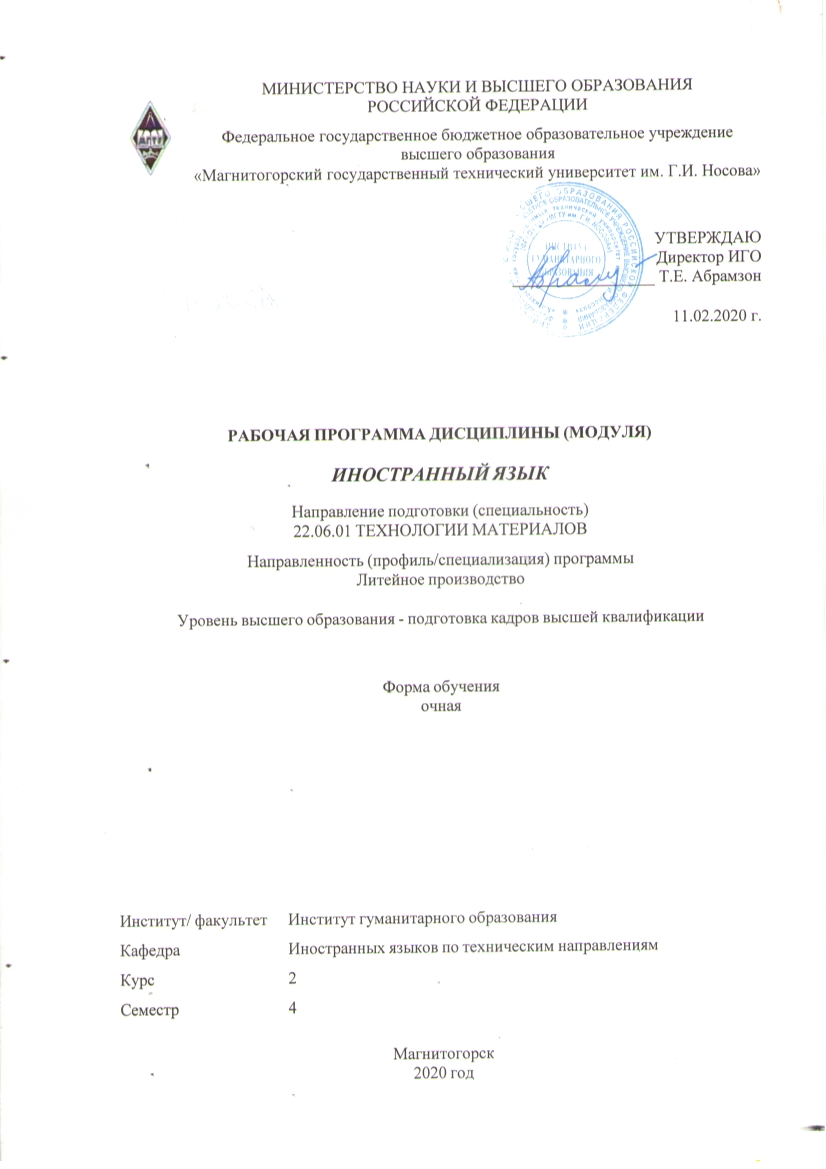 МИНИСТЕРСТВО НАУКИ И ВЫСШЕГО ОБРАЗОВАНИЯ
РОССИЙСКОЙ ФЕДЕРАЦИИ
Федеральное государственное бюджетное образовательное учреждение
высшего образования
«Магнитогорский государственный технический университет им. Г.И. Носова»
УТВЕРЖДАЮ
Директор ИГО
Т.Е. Абрамзон
ИНСТИТУТ
ГУМАНИТАРНОГО
ОБРАЗОВАНИЯ
11.02.2020 г.
РАБОЧАЯ ПРОГРАММА ДИСЦИПЛИНЫ (МОДУЛЯ)
ИНОСТРАННЫЙ ЯЗЫК
Направление подготовки (специальность)
22.06.01 ТЕХНОЛОГИИ МАТЕРИАЛОВ
Направленность (профиль/специализация) программы
Литейное производство
Уровень высшего образования - подготовка кадров высшей квалификации
Форма обучения
очная
Институт/ факультет Институт гуманитарного образования
Кафедра Иностранных языков по техническим направлениям
Курс 2
Семестр 4
Магнитогорск
2020 год